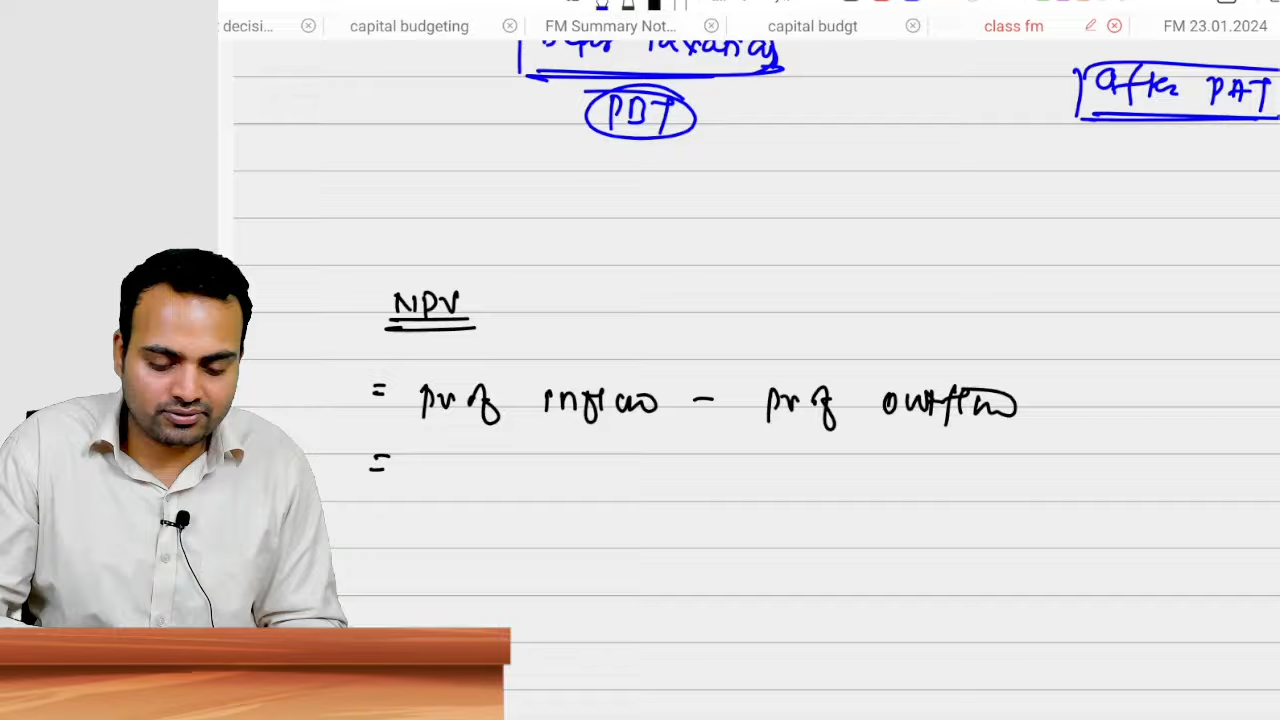 decisi... capital budgeting FM Summary Not... capital budgt class fm FM 23.01.2024
taxation
After PAT
PBT
NPV
= pv of inflow - pv of outflow
=